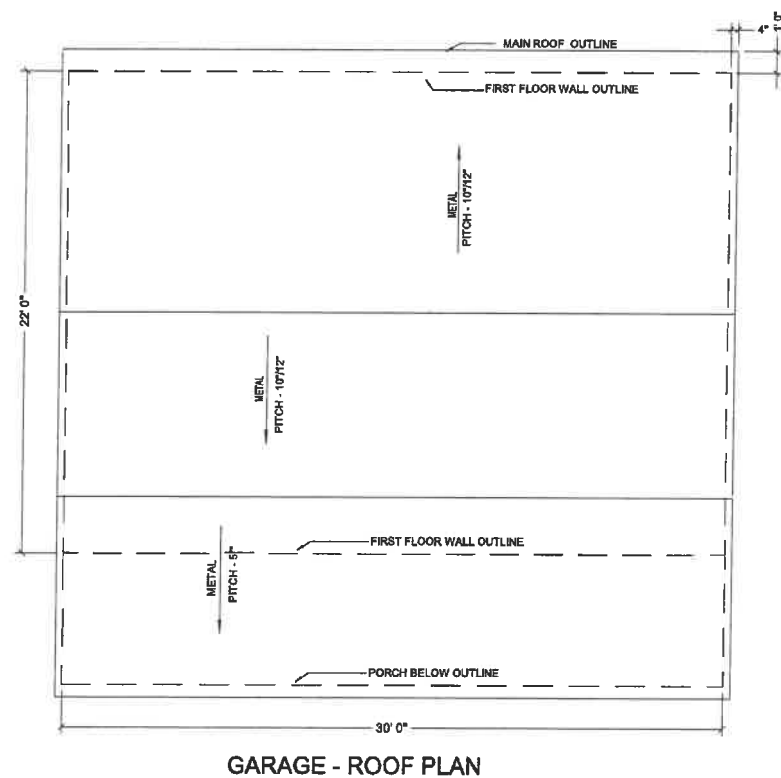 4"
MAIN ROOF OUTLINE
FIRST FLOOR WALL OUTLINE
METAL
PITCH - 10"/12"
22' 0"
METAL
PITCH - 10"/12"
FIRST FLOOR WALL OUTLINE
METAL
PITCH - 5"
PORCH BELOW OUTLINE
30' 0"
GARAGE - ROOF PLAN